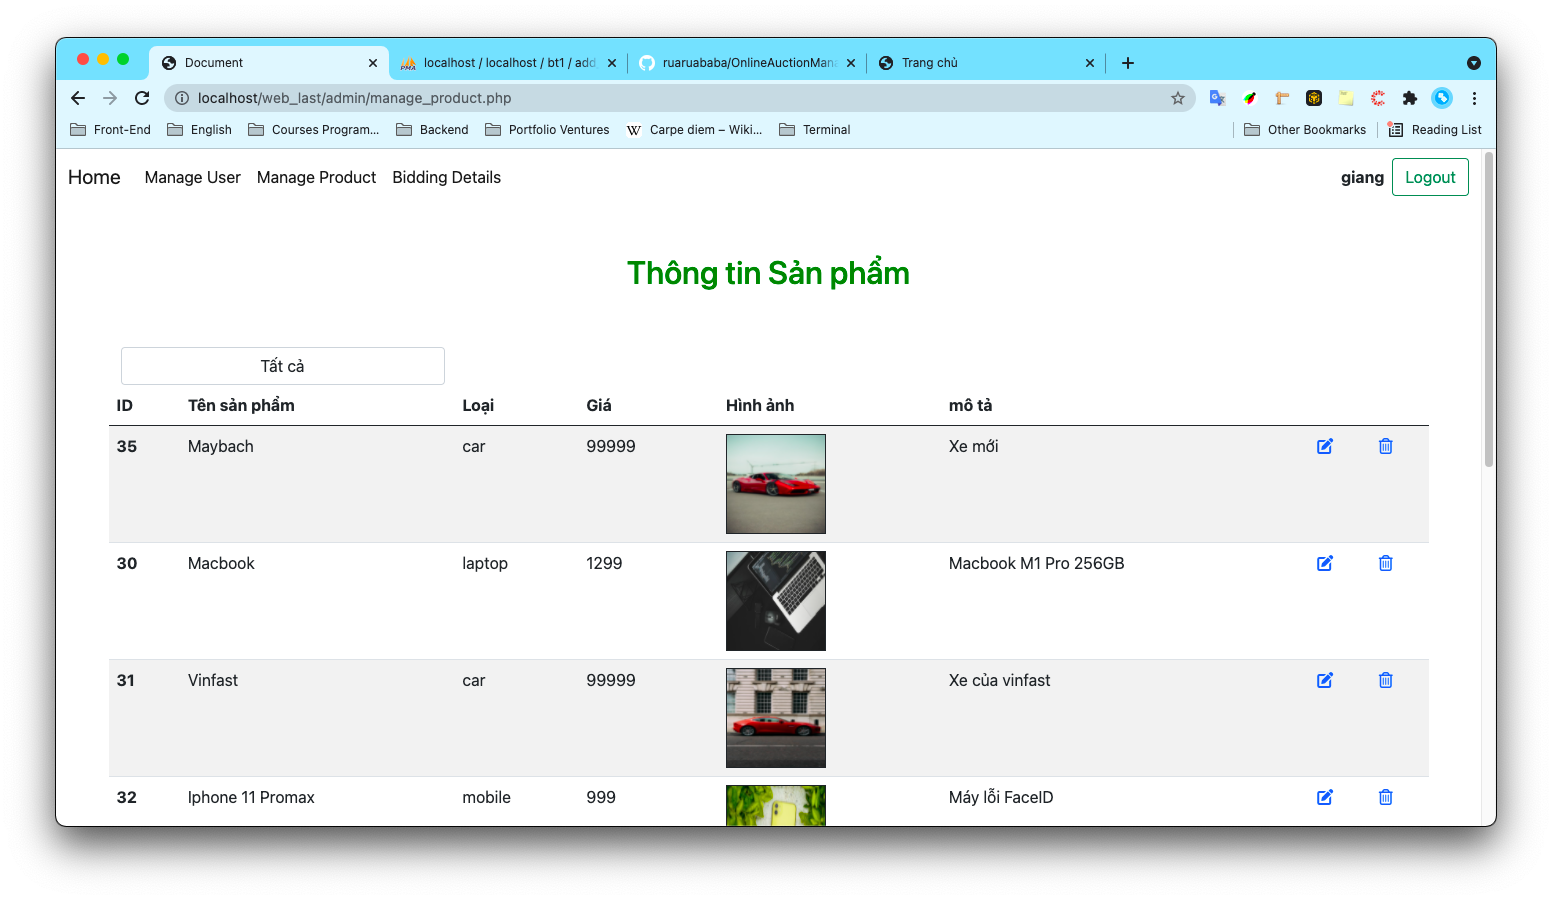 Document
localhost / localhost / bt1 / add_
ruaruababa/OnlineAuctionMana
Trang chủ
localhost/web_last/admin/manage_product.php
Front-End
English
Courses Program...
Backend
Portfolio Ventures
W
Carpe diem – Wiki...
Terminal
Other Bookmarks
Reading List
Home
Manage User
Manage Product
Bidding Details
giang
Logout
Thông tin Sản phẩm
Tất cả
ID Tên sản phẩm Loại Giá Hình ảnh mô tả
35 Maybach car 99999 Xe mới
30 Macbook laptop 1299 Macbook M1 Pro 256GB
31 Vinfast car 99999 Xe của vinfast
32 Iphone 11 Promax mobile 999 Máy lỗi FaceID